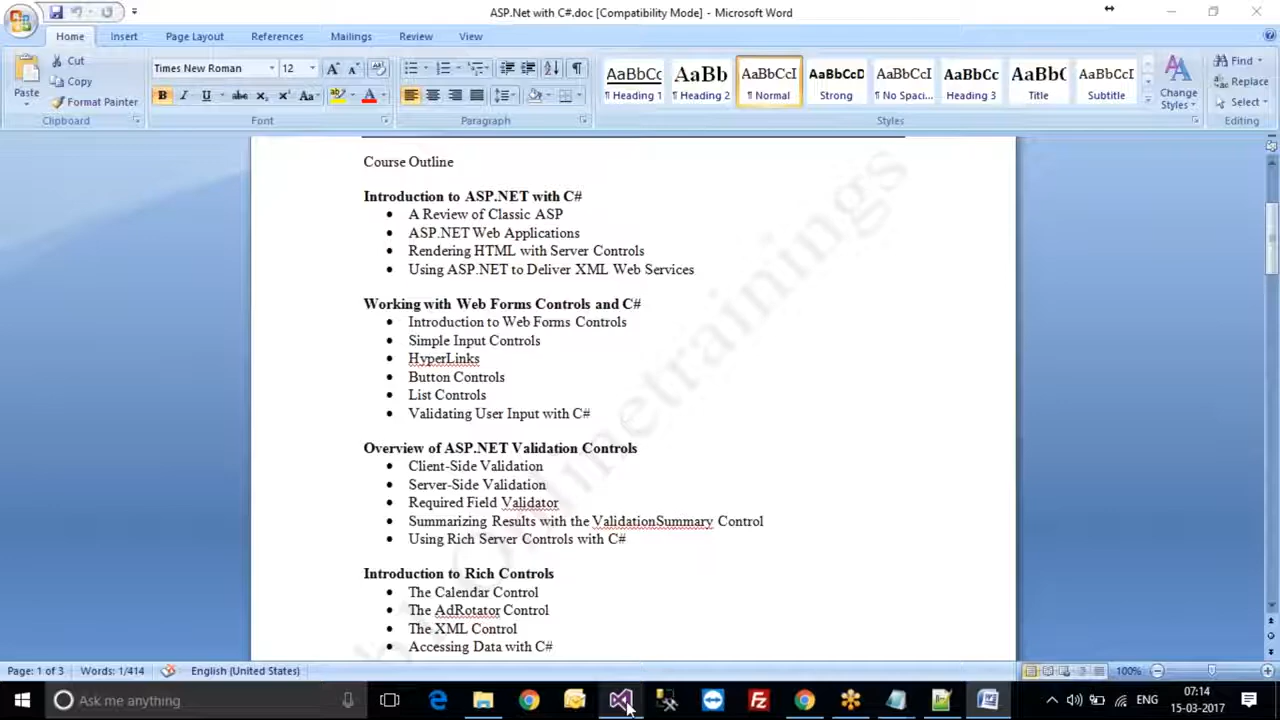 ASP.Net with C#.doc [Compatibility Mode] - Microsoft Word
Home Insert Page Layout References Mailings Review View
Paste Cut Copy Format Painter
Times New Roman 12
AaBbCc AaBb AaBbCcI AaBbCcD AaBbCcI AaBbCc AaBb AaBbCcI
¶ Heading 1 ¶ Heading 2 ¶ Normal Strong ¶ No Spaci... Heading 3 Title Subtitle
Change Styles
Find
Replace
Select
Clipboard Font Paragraph Styles Editing
Course Outline
Introduction to ASP.NET with C#
• A Review of Classic ASP
• ASP.NET Web Applications
• Rendering HTML with Server Controls
• Using ASP.NET to Deliver XML Web Services
Working with Web Forms Controls and C#
• Introduction to Web Forms Controls
• Simple Input Controls
• HyperLinks
• Button Controls
• List Controls
• Validating User Input with C#
Overview of ASP.NET Validation Controls
• Client-Side Validation
• Server-Side Validation
• Required Field Validator
• Summarizing Results with the ValidationSummary Control
• Using Rich Server Controls with C#
Introduction to Rich Controls
• The Calendar Control
• The AdRotator Control
• The XML Control
• Accessing Data with C#
Page: 1 of 3 Words: 1/414 English (United States) 100%
Ask me anything
ENG
07:14
15-03-2017